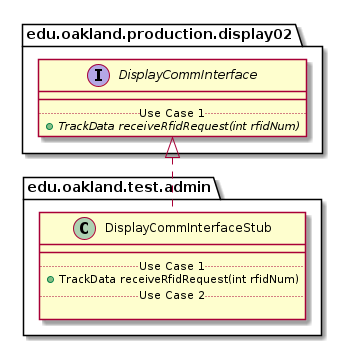 edu.oakland.production.display02
I DisplayCommInterface
Use Case 1
TrackData receiveRfidRequest(int rfidNum)
edu.oakland.test.admin
C DisplayCommInterfaceStub
Use Case 1
TrackData receiveRfidRequest(int rfidNum)
Use Case 2